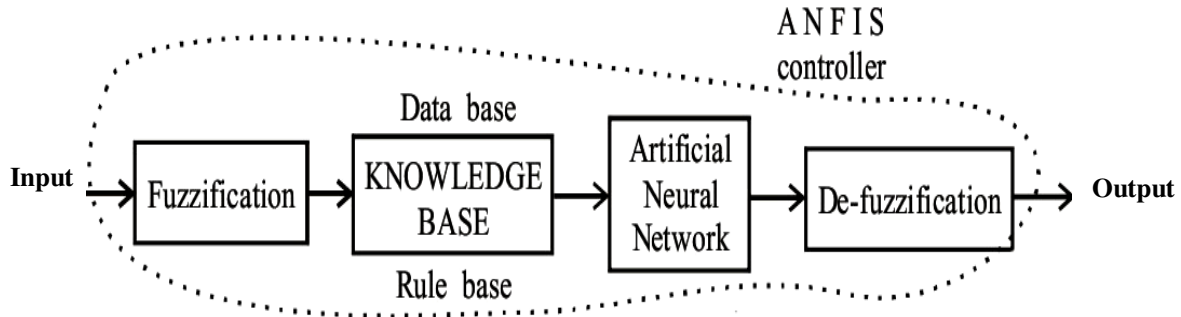 A N F I S
controller
Data base
Input
Fuzzification
KNOWLEDGE
BASE
Artificial
Neural
Network
De-fuzzification
Output
Rule base